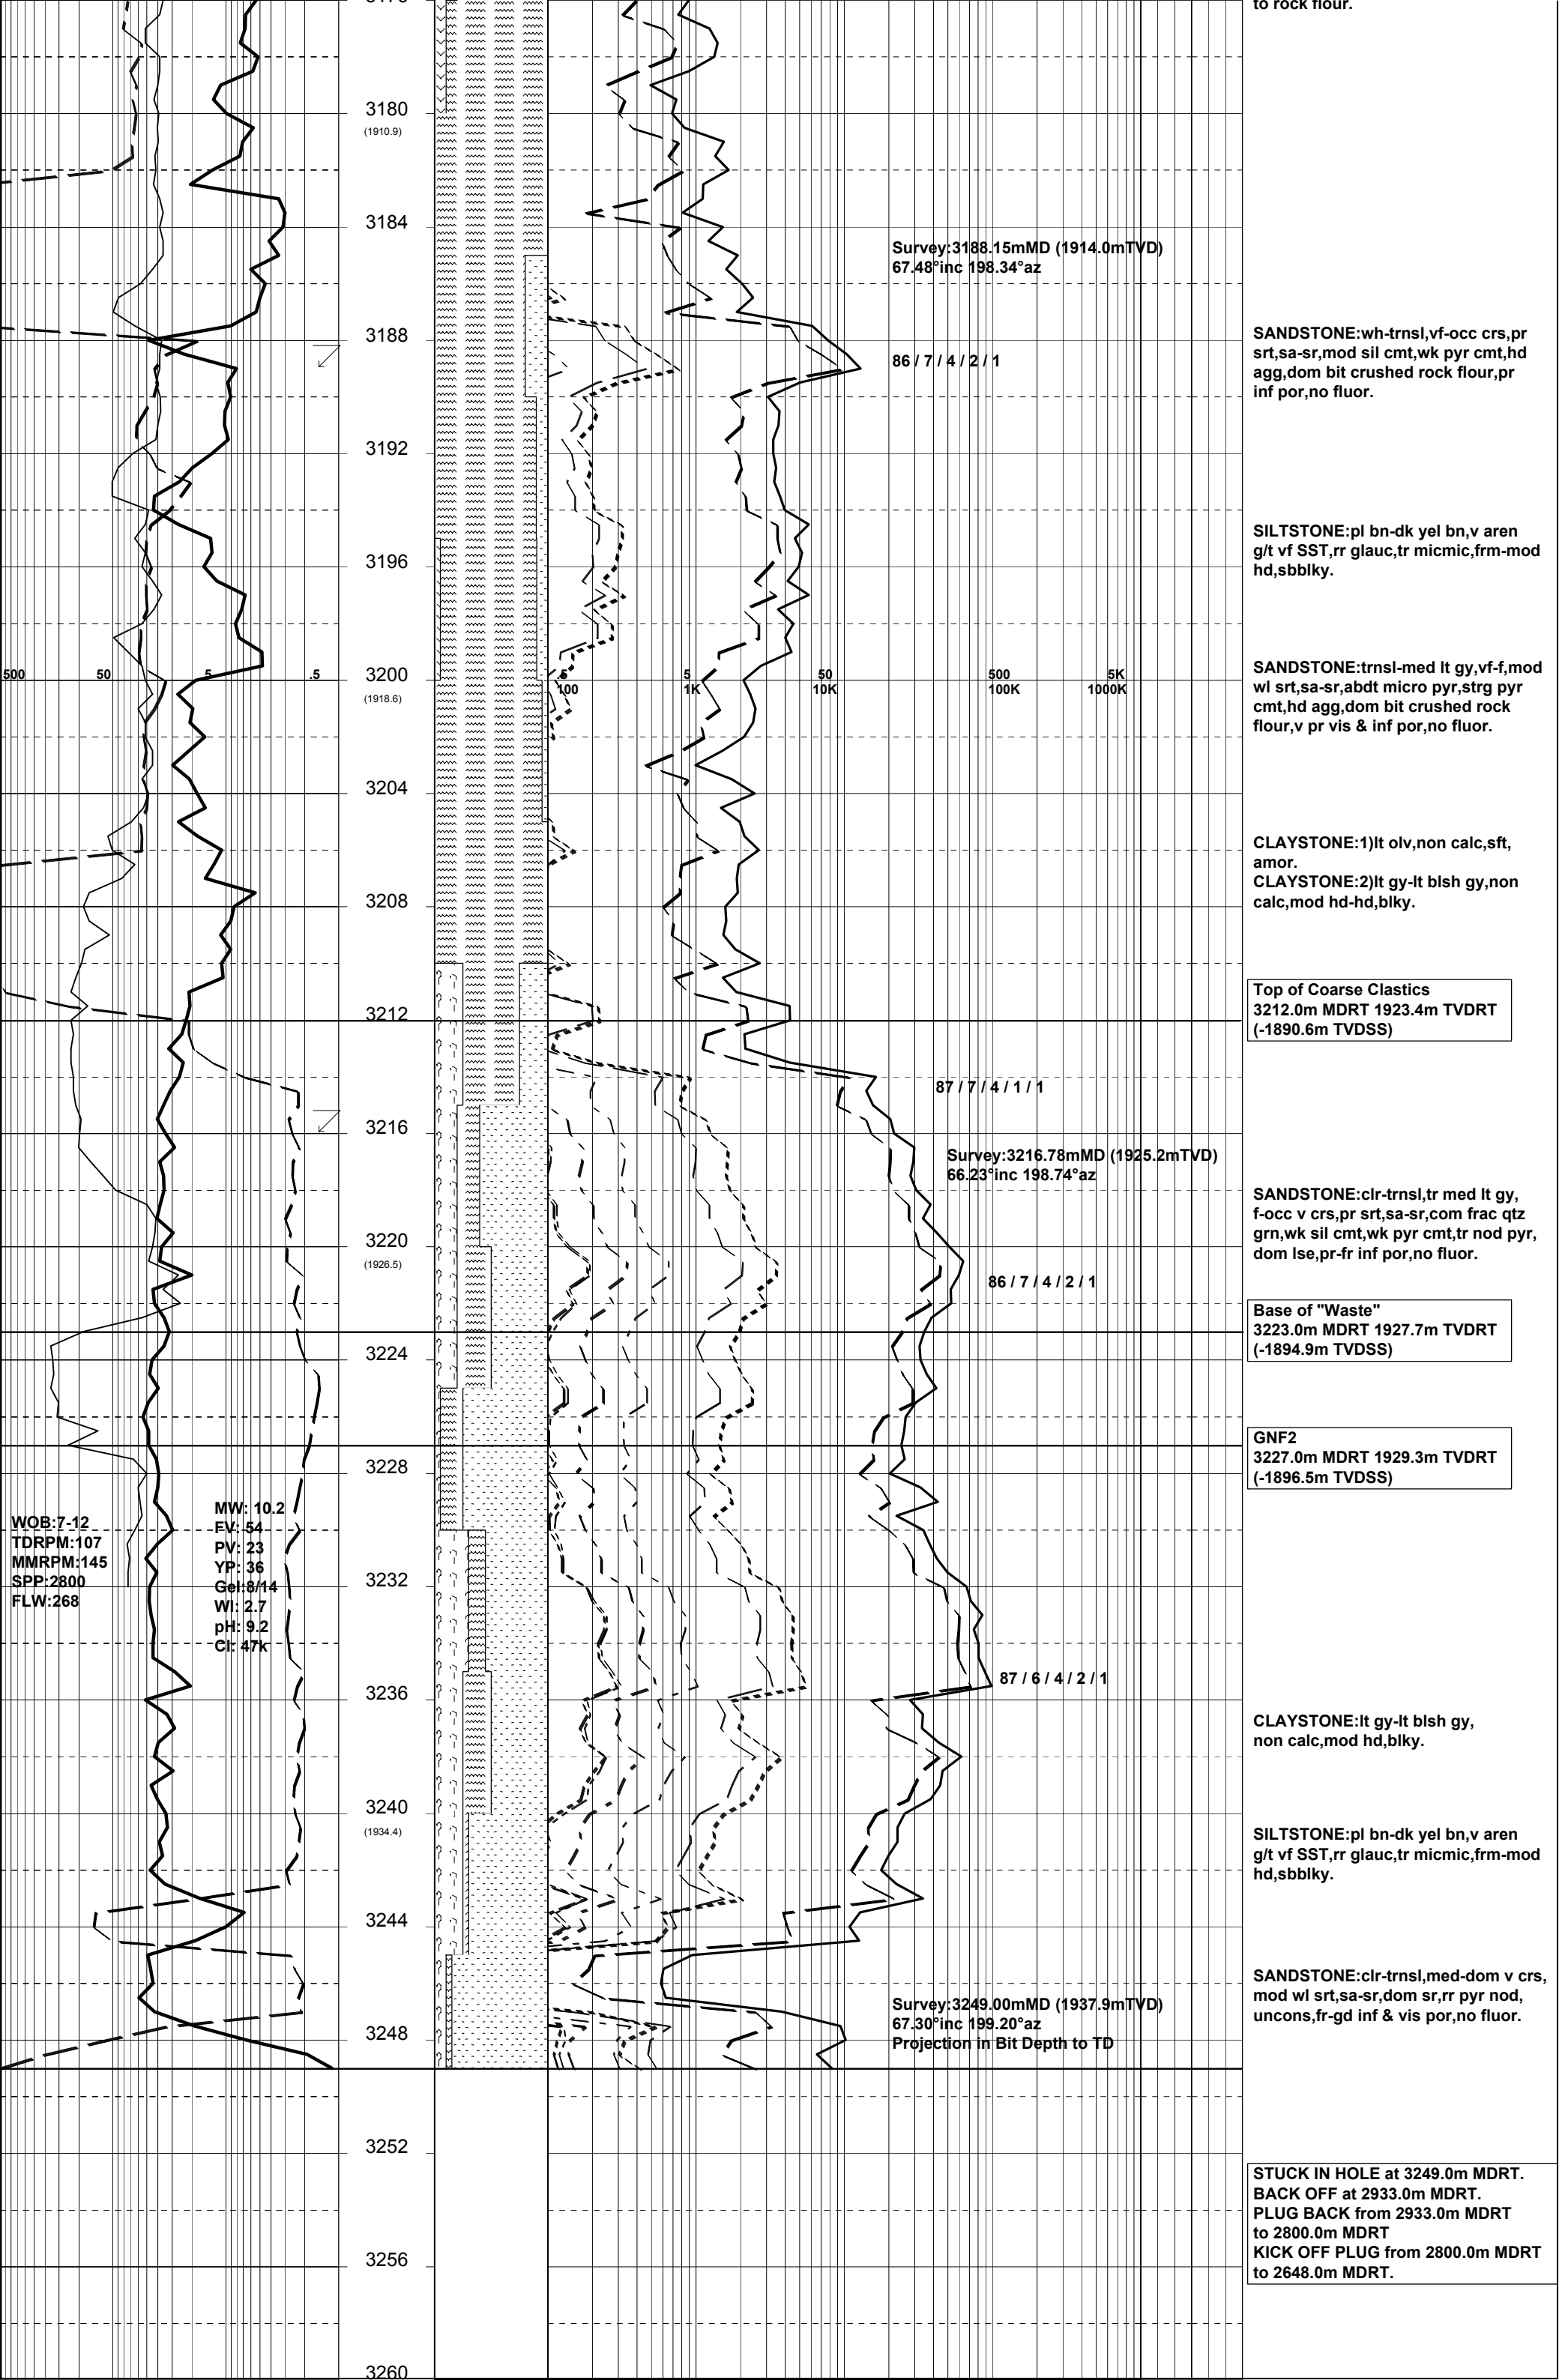 to rock flour.
3180
(1910.9)
3184
Survey:3188.15mMD (1914.0mTVD)
67.48°inc 198.34°az
3188
86 / 7 / 4 / 2 / 1
SANDSTONE:wh-trnsl,vf-occ crs,pr
srt,sa-sr,mod sil cmt,wk pyr cmt,hd
agg,dom bit crushed rock flour,pr
inf por,no fluor.
3192
SILTSTONE:pl bn-dk yel bn,v aren
g/t vf SST,rr glauc,tr micmic,frm-mod
hd,sbblky.
3196
500 50 5 .5 3200 .5 5 50 500 5K
(1918.6) 100 1K 10K 100K 1000K
SANDSTONE:trnsl-med lt gy,vf-f,mod
wl srt,sa-sr,abdt micro pyr,strg pyr
cmt,hd agg,dom bit crushed rock
flour,v pr vis & inf por,no fluor.
3204
CLAYSTONE:1)lt olv,non calc,sft,
amor.
CLAYSTONE:2)lt gy-lt blsh gy,non
calc,mod hd-hd,blky.
3208
Top of Coarse Clastics
3212.0m MDRT 1923.4m TVDRT
(-1890.6m TVDSS)
3212
87 / 7 / 4 / 1 / 1
3216
Survey:3216.78mMD (1925.2mTVD)
66.23°inc 198.74°az
SANDSTONE:clr-trnsl,tr med lt gy,
f-occ v crs,pr srt,sa-sr,com frac qtz
grn,wk sil cmt,wk pyr cmt,tr nod pyr,
dom lse,pr-fr inf por,no fluor.
3220
(1926.5)
86 / 7 / 4 / 2 / 1
Base of "Waste"
3223.0m MDRT 1927.7m TVDRT
(-1894.9m TVDSS)
3224
GNF2
3227.0m MDRT 1929.3m TVDRT
(-1896.5m TVDSS)
3228
WOB:7-12
TDRPM:107
MMRPM:145
SPP:2800
FLW:268
MW: 10.2
FV: 54
PV: 23
YP: 36
Gel:8/14
Wl: 2.7
pH: 9.2
Cl: 47k
3232
87 / 6 / 4 / 2 / 1
3236
CLAYSTONE:lt gy-lt blsh gy,
non calc,mod hd,blky.
3240
(1934.4)
SILTSTONE:pl bn-dk yel bn,v aren
g/t vf SST,rr glauc,tr micmic,frm-mod
hd,sbblky.
3244
SANDSTONE:clr-trnsl,med-dom v crs,
mod wl srt,sa-sr,dom sr,rr pyr nod,
uncons,fr-gd inf & vis por,no fluor.
Survey:3249.00mMD (1937.9mTVD)
67.30°inc 199.20°az
Projection in Bit Depth to TD
3248
3252
STUCK IN HOLE at 3249.0m MDRT.
BACK OFF at 2933.0m MDRT.
PLUG BACK from 2933.0m MDRT
to 2800.0m MDRT
KICK OFF PLUG from 2800.0m MDRT
to 2648.0m MDRT.
3256
3260